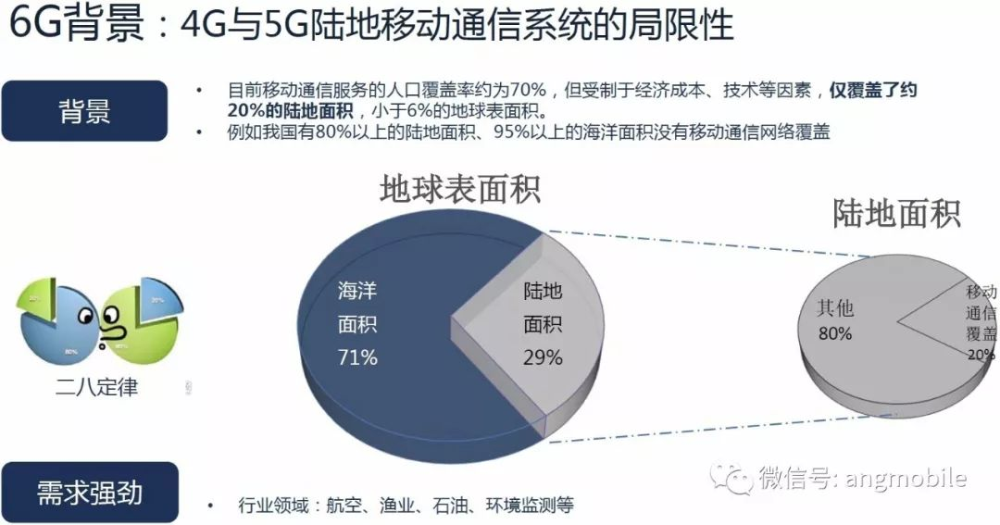 6G背景：4G与5G陆地移动通信系统的局限性
背景
• 目前移动通信服务的人口覆盖率约为70%，但受制于经济成本、技术等因素，仅覆盖了约
20%的陆地面积，小于6%的地球表面积。
• 例如我国有80%以上的陆地面积、95%以上的海洋面积没有移动通信网络覆盖
地球表面积
陆地面积
海洋
面积
71%
陆地
面积
29%
其他
80%
移动
通信
覆盖
20%
20%
80%
20%
二八定律
需求强劲
• 行业领域：航空、渔业、石油、环境监测等
微信号: angmobile